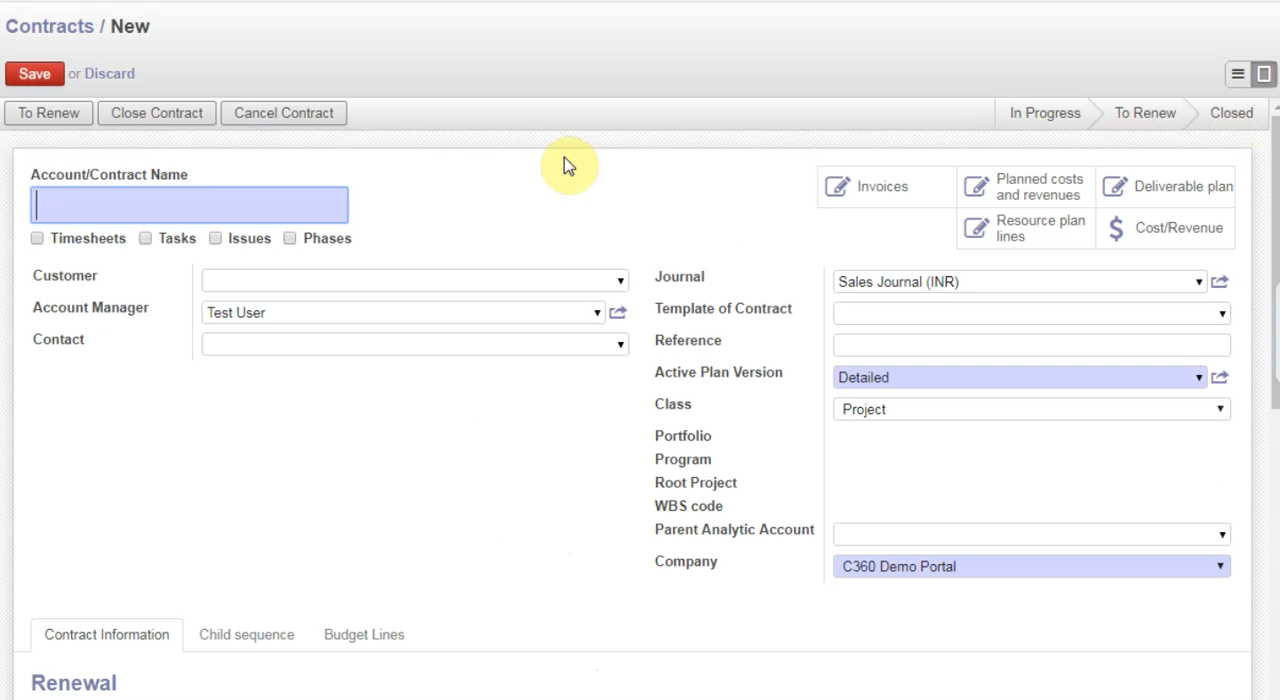 Contracts / New
Save or Discard
To Renew Close Contract Cancel Contract In Progress To Renew Closed
Account/Contract Name
Timesheets Tasks Issues Phases
Invoices
Planned costs
and revenues
Deliverable plan
Resource plan
lines
$ Cost/Revenue
Customer
Account Manager Test User
Contact
Journal Sales Journal (INR)
Template of Contract
Reference
Active Plan Version Detailed
Class Project
Portfolio
Program
Root Project
WBS code
Parent Analytic Account
Company C360 Demo Portal
Contract Information Child sequence Budget Lines
Renewal